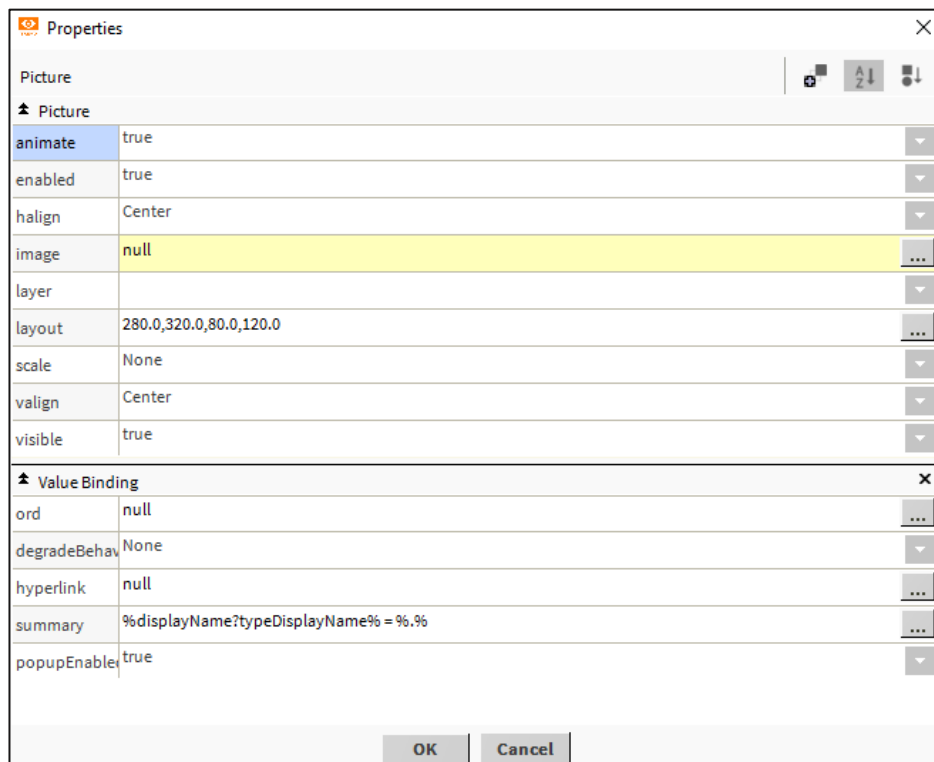 Properties
Picture
Picture
animate true
enabled true
halign Center
image null
...
layer
layout 280.0,320.0,80.0,120.0
...
scale None
valign Center
visible true
Value Binding
ord null
...
degradeBehav None
hyperlink null
...
summary %displayName?typeDisplayName% = %.%
...
popupEnable true
OK Cancel